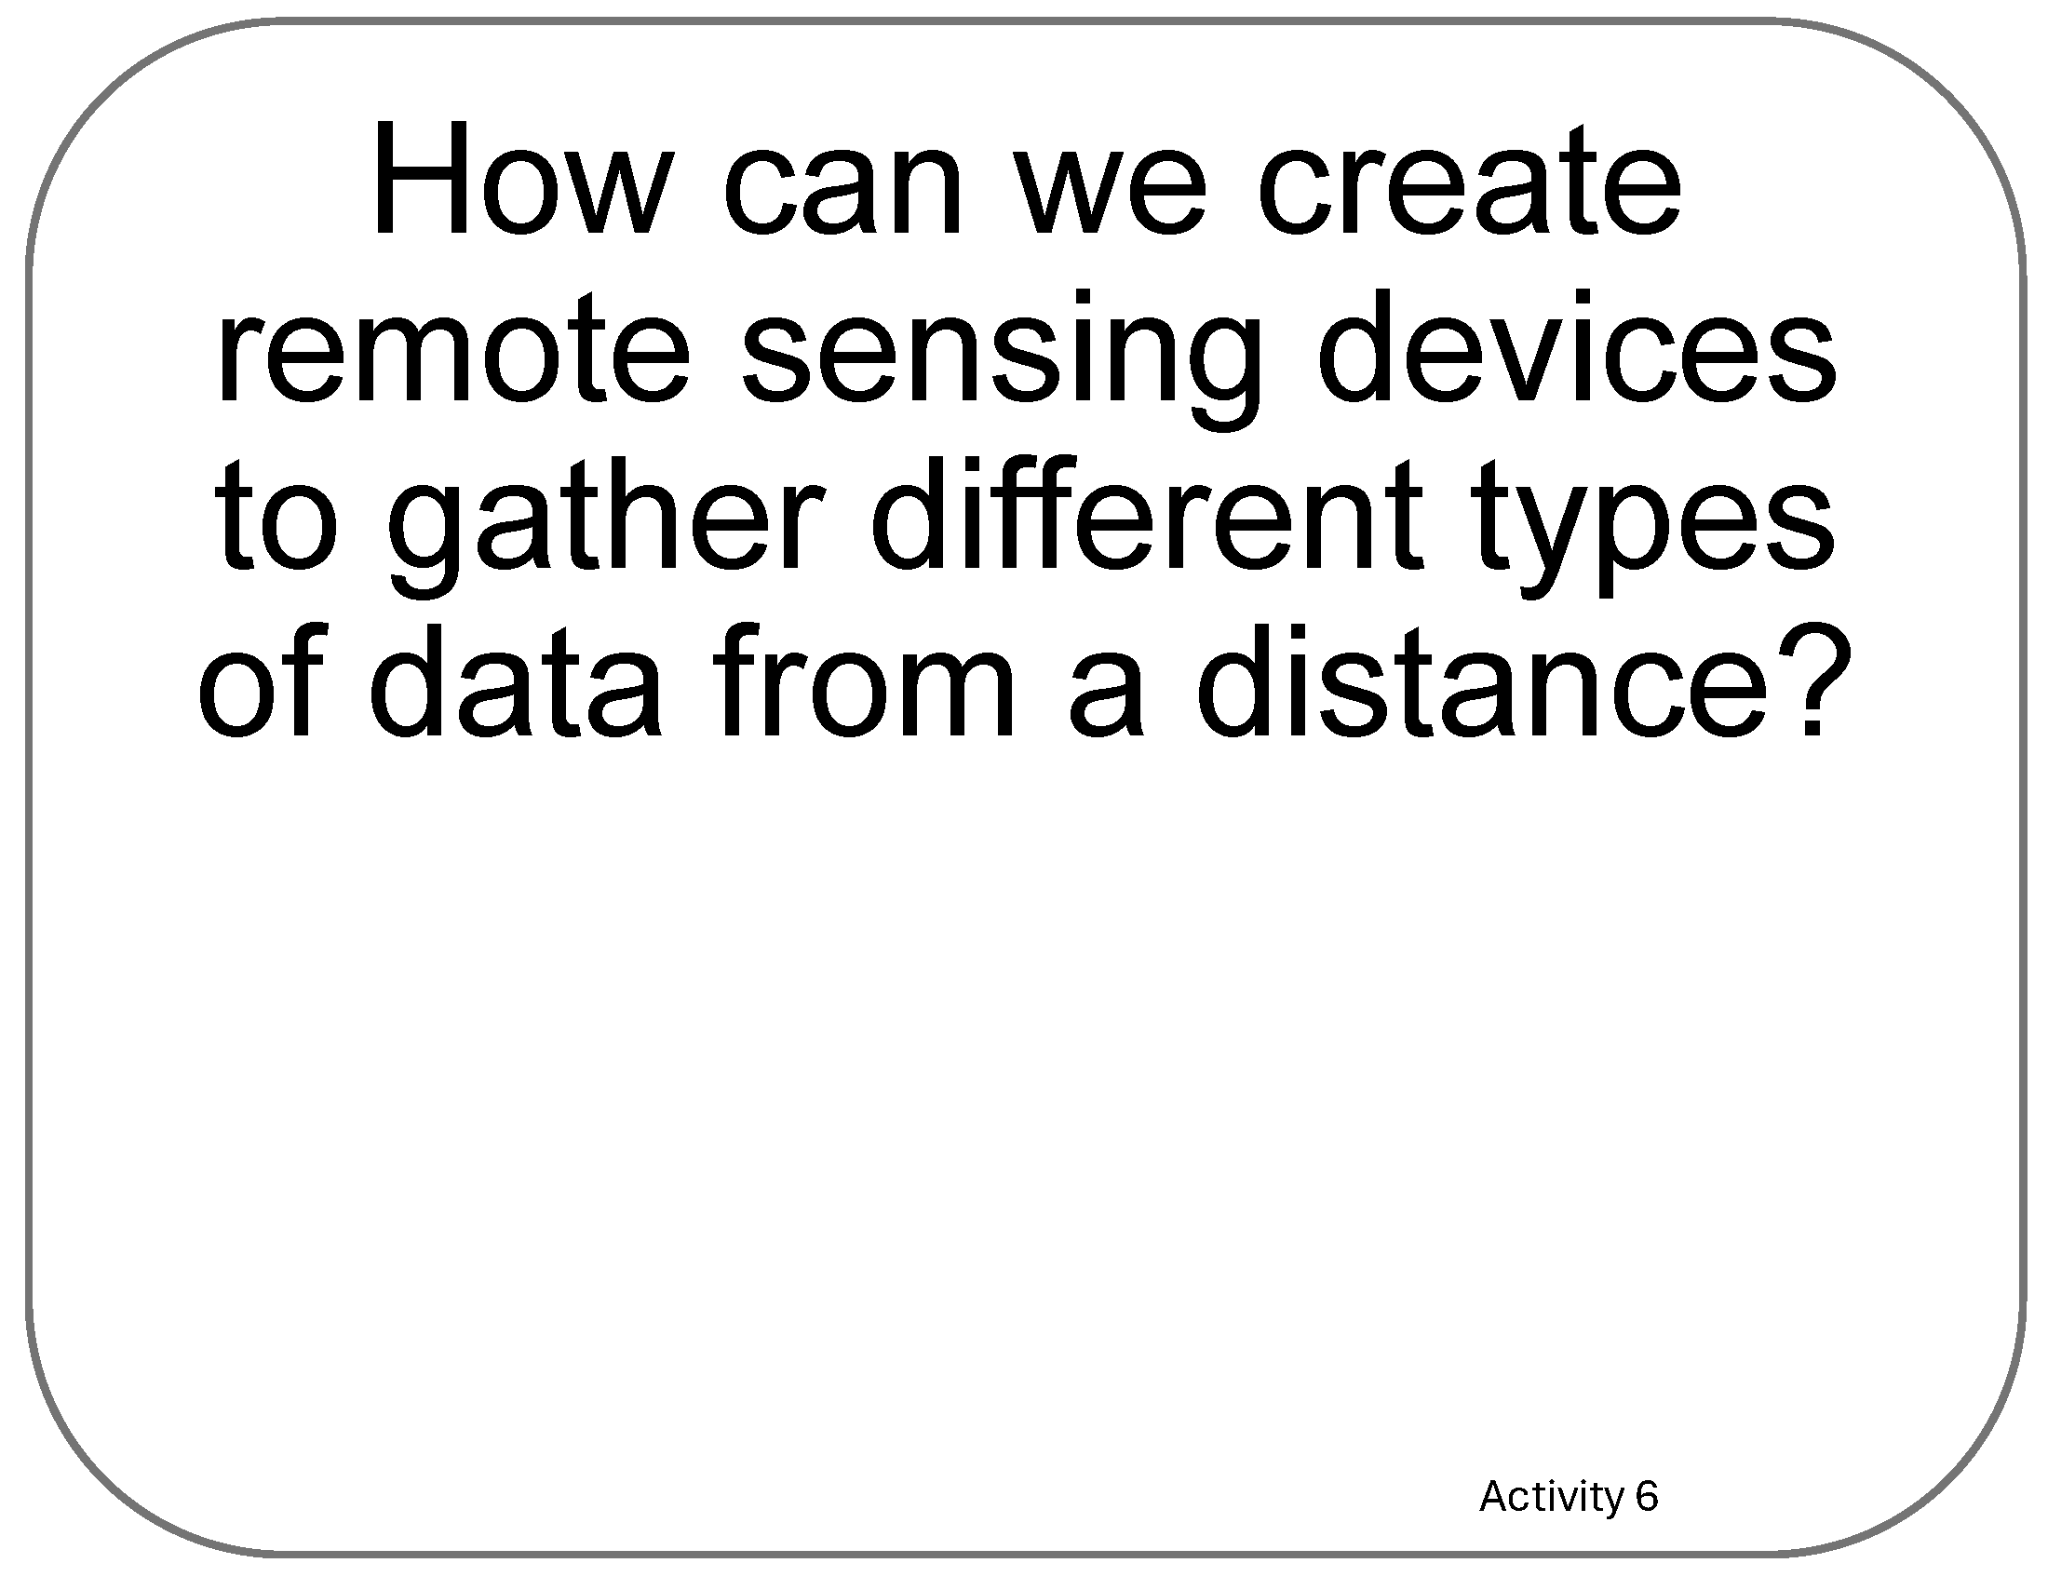 How can we create
remote sensing devices
to gather different types
of data from a distance?
Activity 6